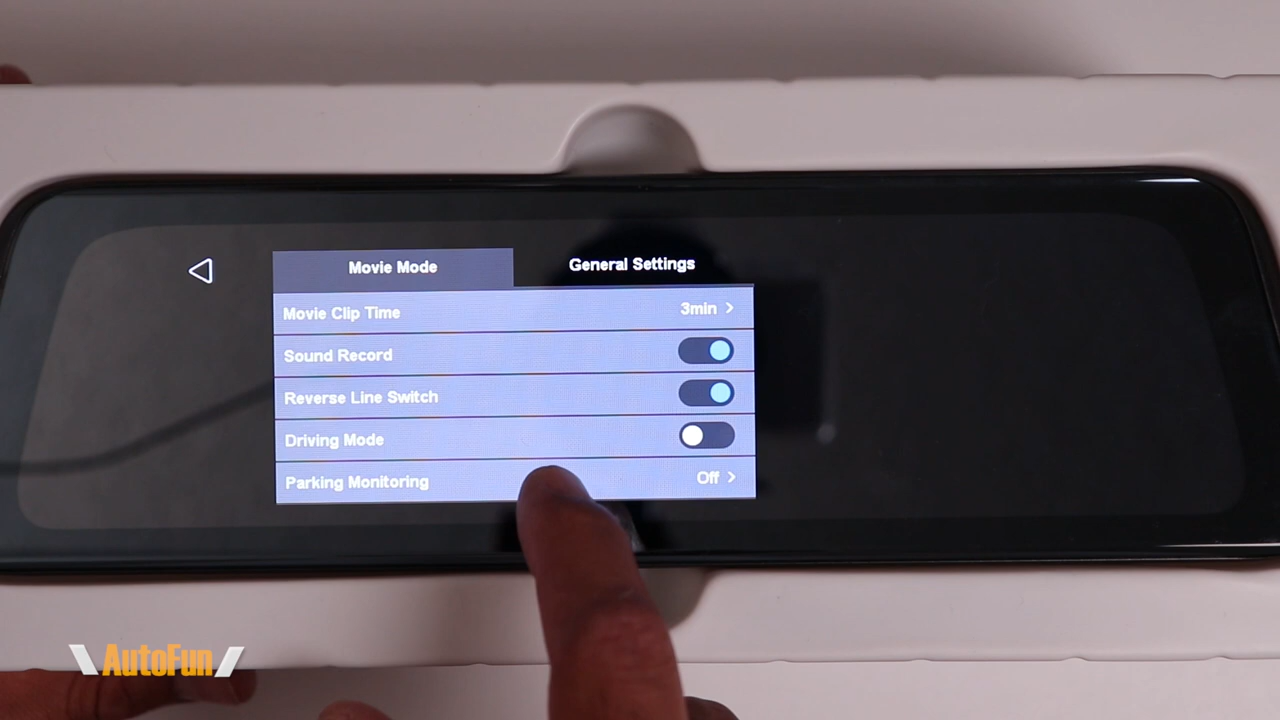 Movie Mode
General Settings
Movie Clip Time 3min >
Sound Record
Reverse Line Switch
Driving Mode
Parking Monitoring Off >
AutoFun